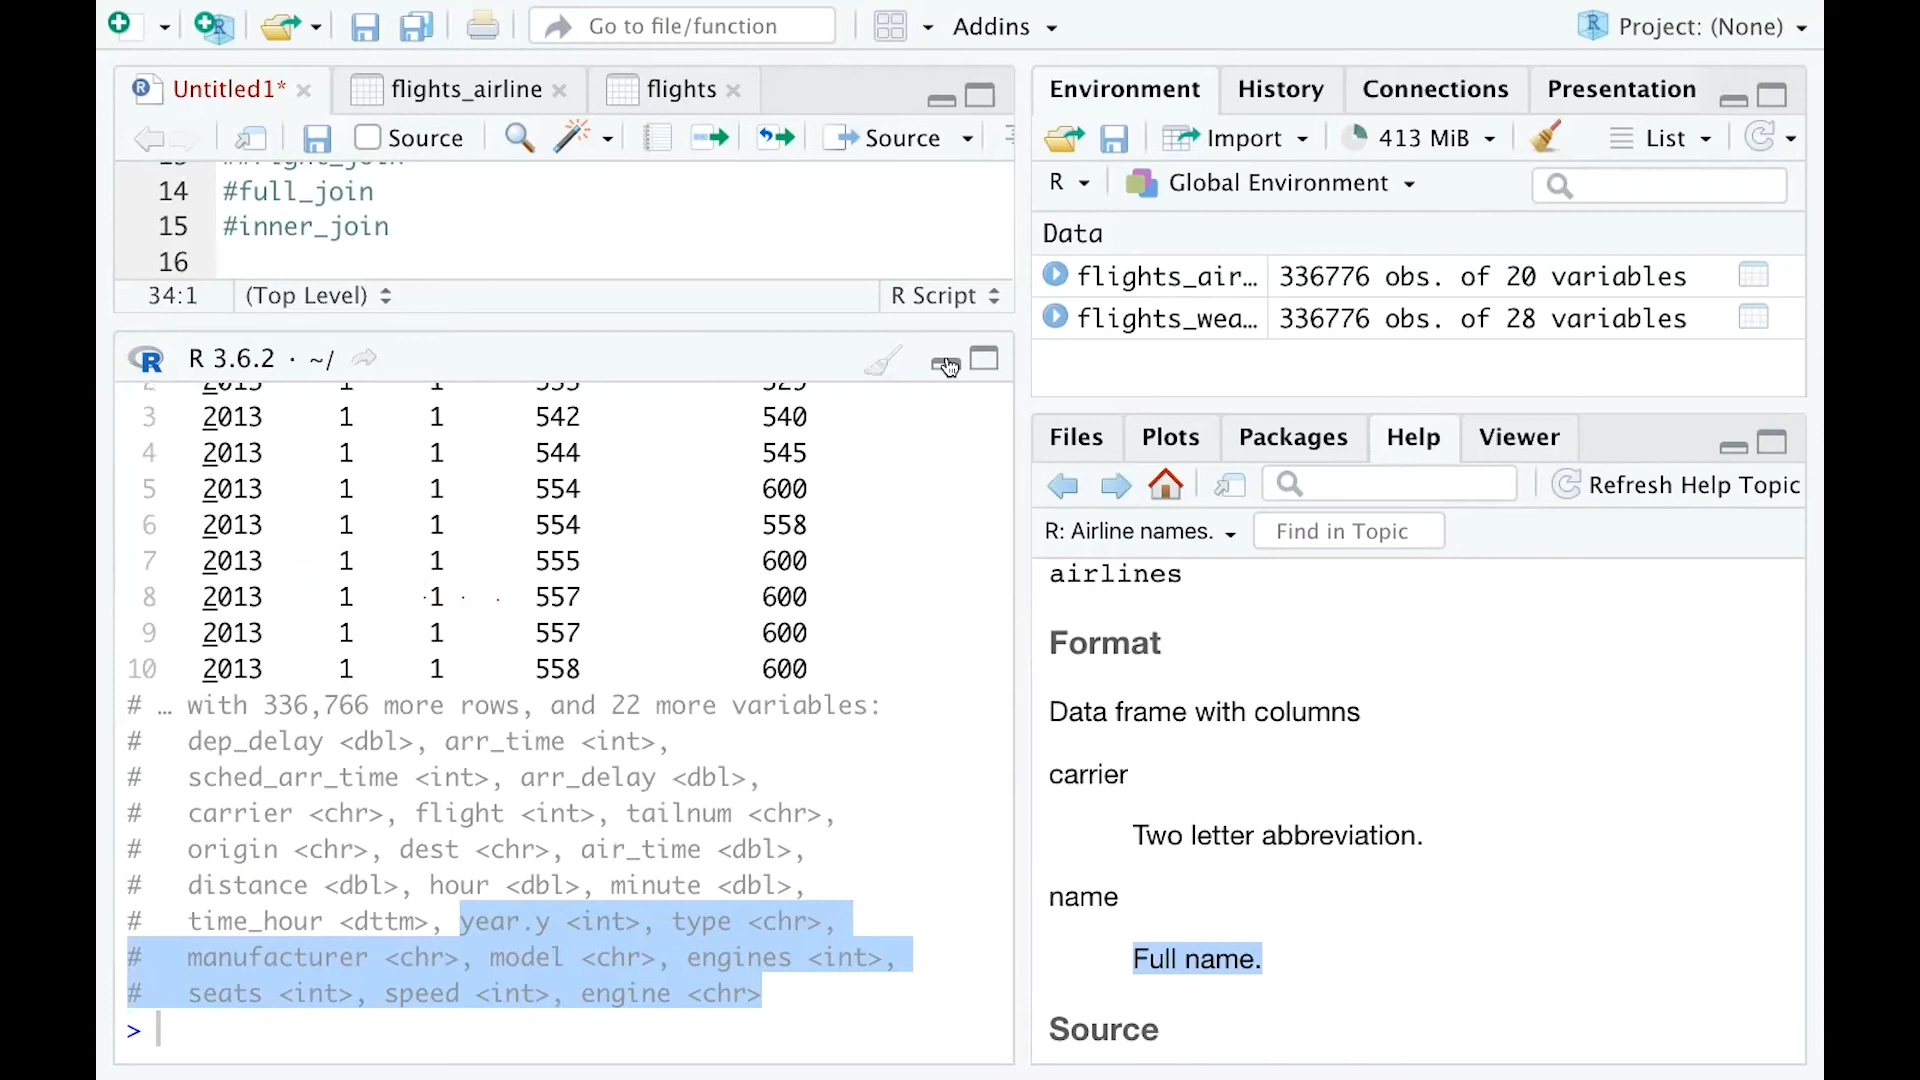 Go to file/function
Addins
Project: (None)
Untitled1*
flights_airline
flights
Source
Source
14 #full_join
15 #inner_join
16
34:1 (Top Level) R Script
R 3.6.2 · ~/
3 2013 1 1 542 540
4 2013 1 1 544 545
5 2013 1 1 554 600
6 2013 1 1 554 558
7 2013 1 1 555 600
8 2013 1 1 557 600
9 2013 1 1 557 600
10 2013 1 1 558 600
# … with 336,766 more rows, and 22 more variables:
# dep_delay <dbl>, arr_time <int>,
# sched_arr_time <int>, arr_delay <dbl>,
# carrier <chr>, flight <int>, tailnum <chr>,
# origin <chr>, dest <chr>, air_time <dbl>,
# distance <dbl>, hour <dbl>, minute <dbl>,
# time_hour <dttm>, year.y <int>, type <chr>,
# manufacturer <chr>, model <chr>, engines <int>,
# seats <int>, speed <int>, engine <chr>
>
Environment History Connections Presentation
Import 413 MiB List
R Global Environment
Data
flights_air… 336776 obs. of 20 variables
flights_wea… 336776 obs. of 28 variables
Files Plots Packages Help Viewer
Refresh Help Topic
R: Airline names. Find in Topic
airlines
Format
Data frame with columns
carrier
Two letter abbreviation.
name
Full name.
Source